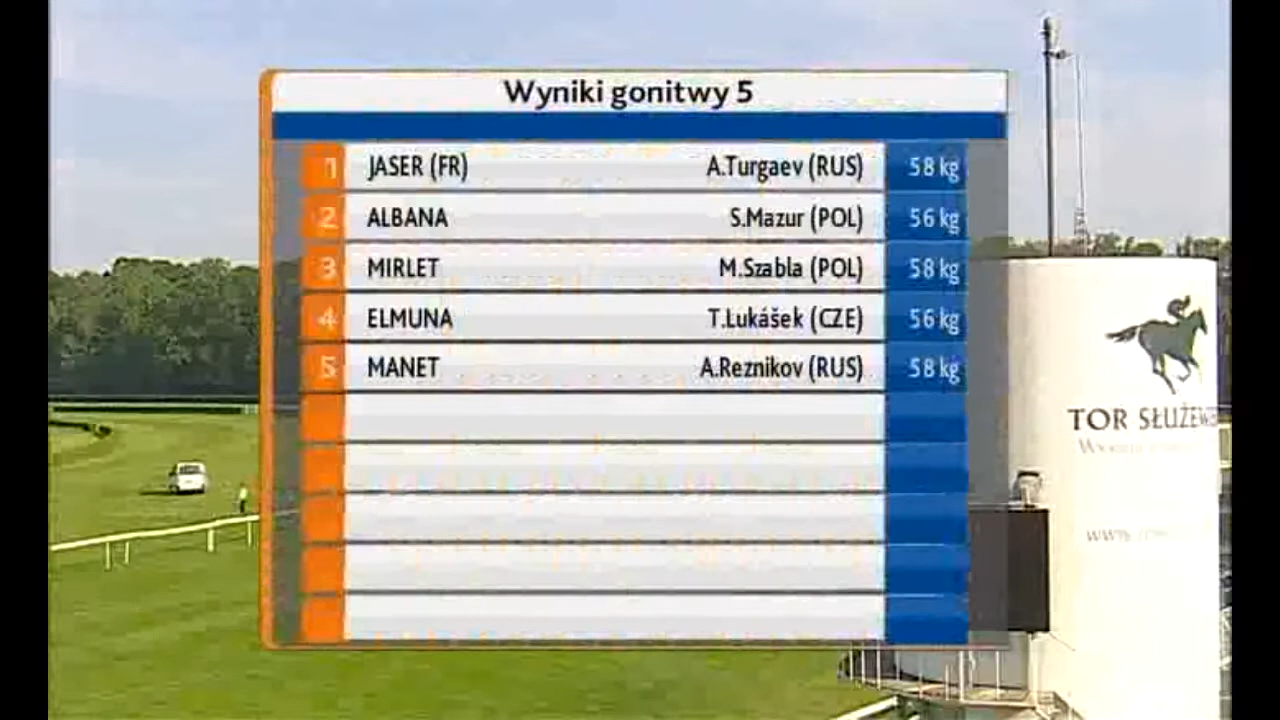 Wyniki gonitwy 5
1 JASER (FR) A.Turgaev (RUS) 58 kg
2 ALBANA S.Mazur (POL) 56 kg
3 MIRLET M.Szabla (POL) 58 kg
4 ELMUNA T.Lukášek (CZE) 56 kg
5 MANET A.Reznikov (RUS) 58 kg
TOR SŁUŻEW
www.